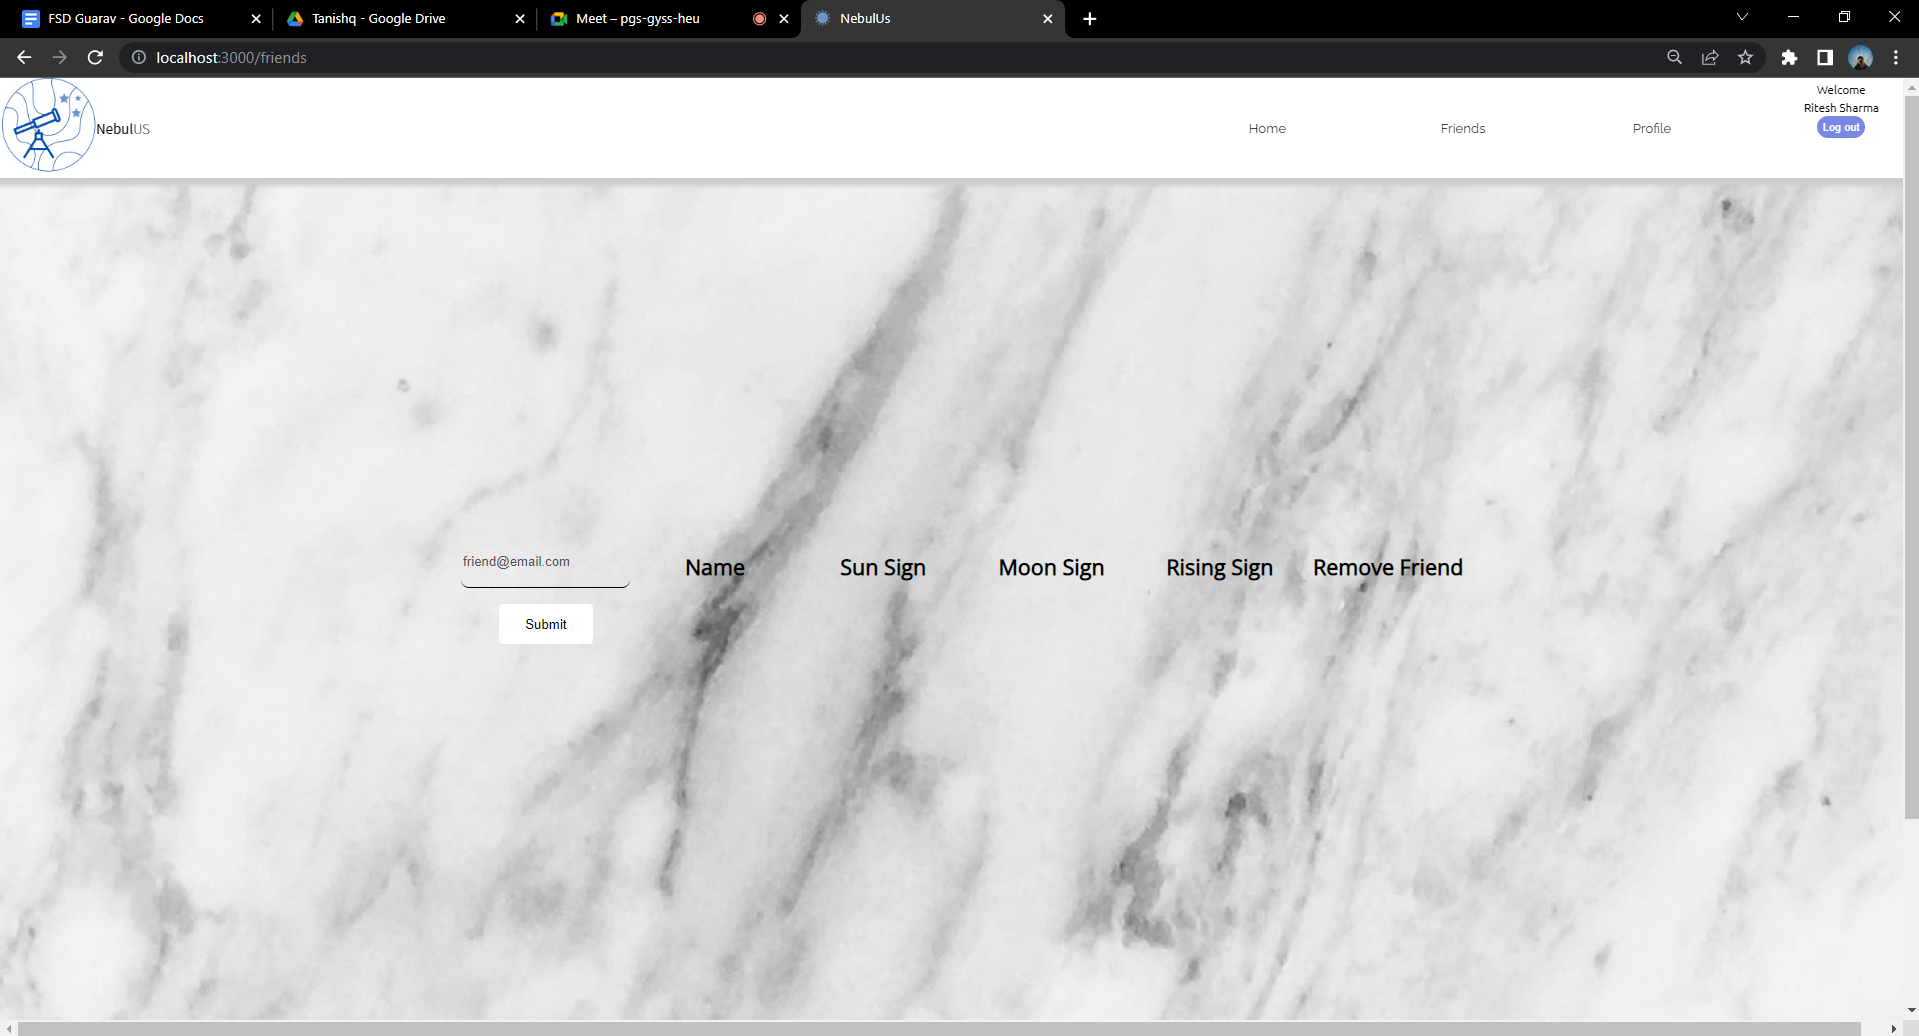 FSD Guarav - Google Docs
Tanishq - Google Drive
Meet – pgs-gyss-heu
NebulUs
localhost:3000/friends
NebulUS
Home
Friends
Profile
Welcome
Ritesh Sharma
Log out
friend@email.com
Submit
Name
Sun Sign
Moon Sign
Rising Sign
Remove Friend